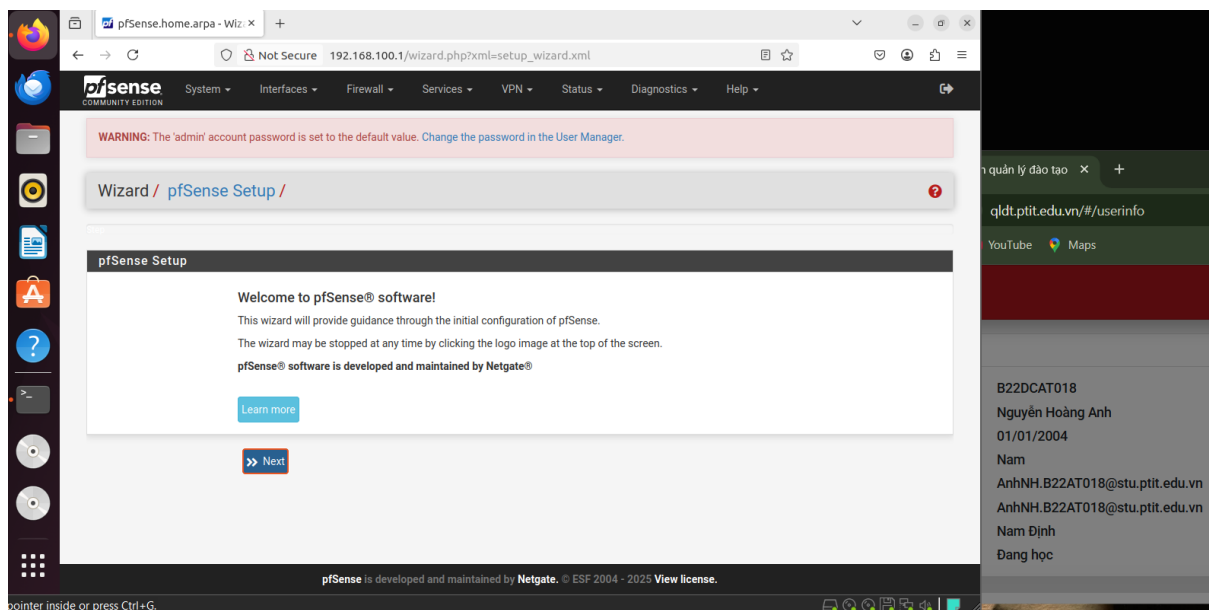 pfSense.home.arpa - Wiz
Not Secure 192.168.100.1/wizard.php?xml=setup_wizard.xml
pfsense
COMMUNITY EDITION
System Interfaces Firewall Services VPN Status Diagnostics Help
WARNING: The 'admin' account password is set to the default value. Change the password in the User Manager.
Wizard / pfSense Setup /
pfSense Setup
Welcome to pfSense® software!
This wizard will provide guidance through the initial configuration of pfSense.
The wizard may be stopped at any time by clicking the logo image at the top of the screen.
pfSense® software is developed and maintained by Netgate®
Learn more
Next
pfSense is developed and maintained by Netgate. © ESF 2004 - 2025 View license.
pointer inside or press Ctrl+G.
quản lý đào tạo
qldt.ptit.edu.vn/#/userinfo
YouTube Maps
B22DCAT018
Nguyễn Hoàng Anh
01/01/2004
Nam
AnhNH.B22AT018@stu.ptit.edu.vn
AnhNH.B22AT018@stu.ptit.edu.vn
Nam Định
Đang học